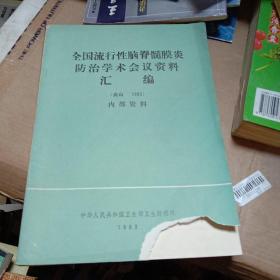 全国流行性脑脊髓膜炎
防治学术会议资料
汇 编
内部资料
中华人民共和国卫生部卫生防疫司